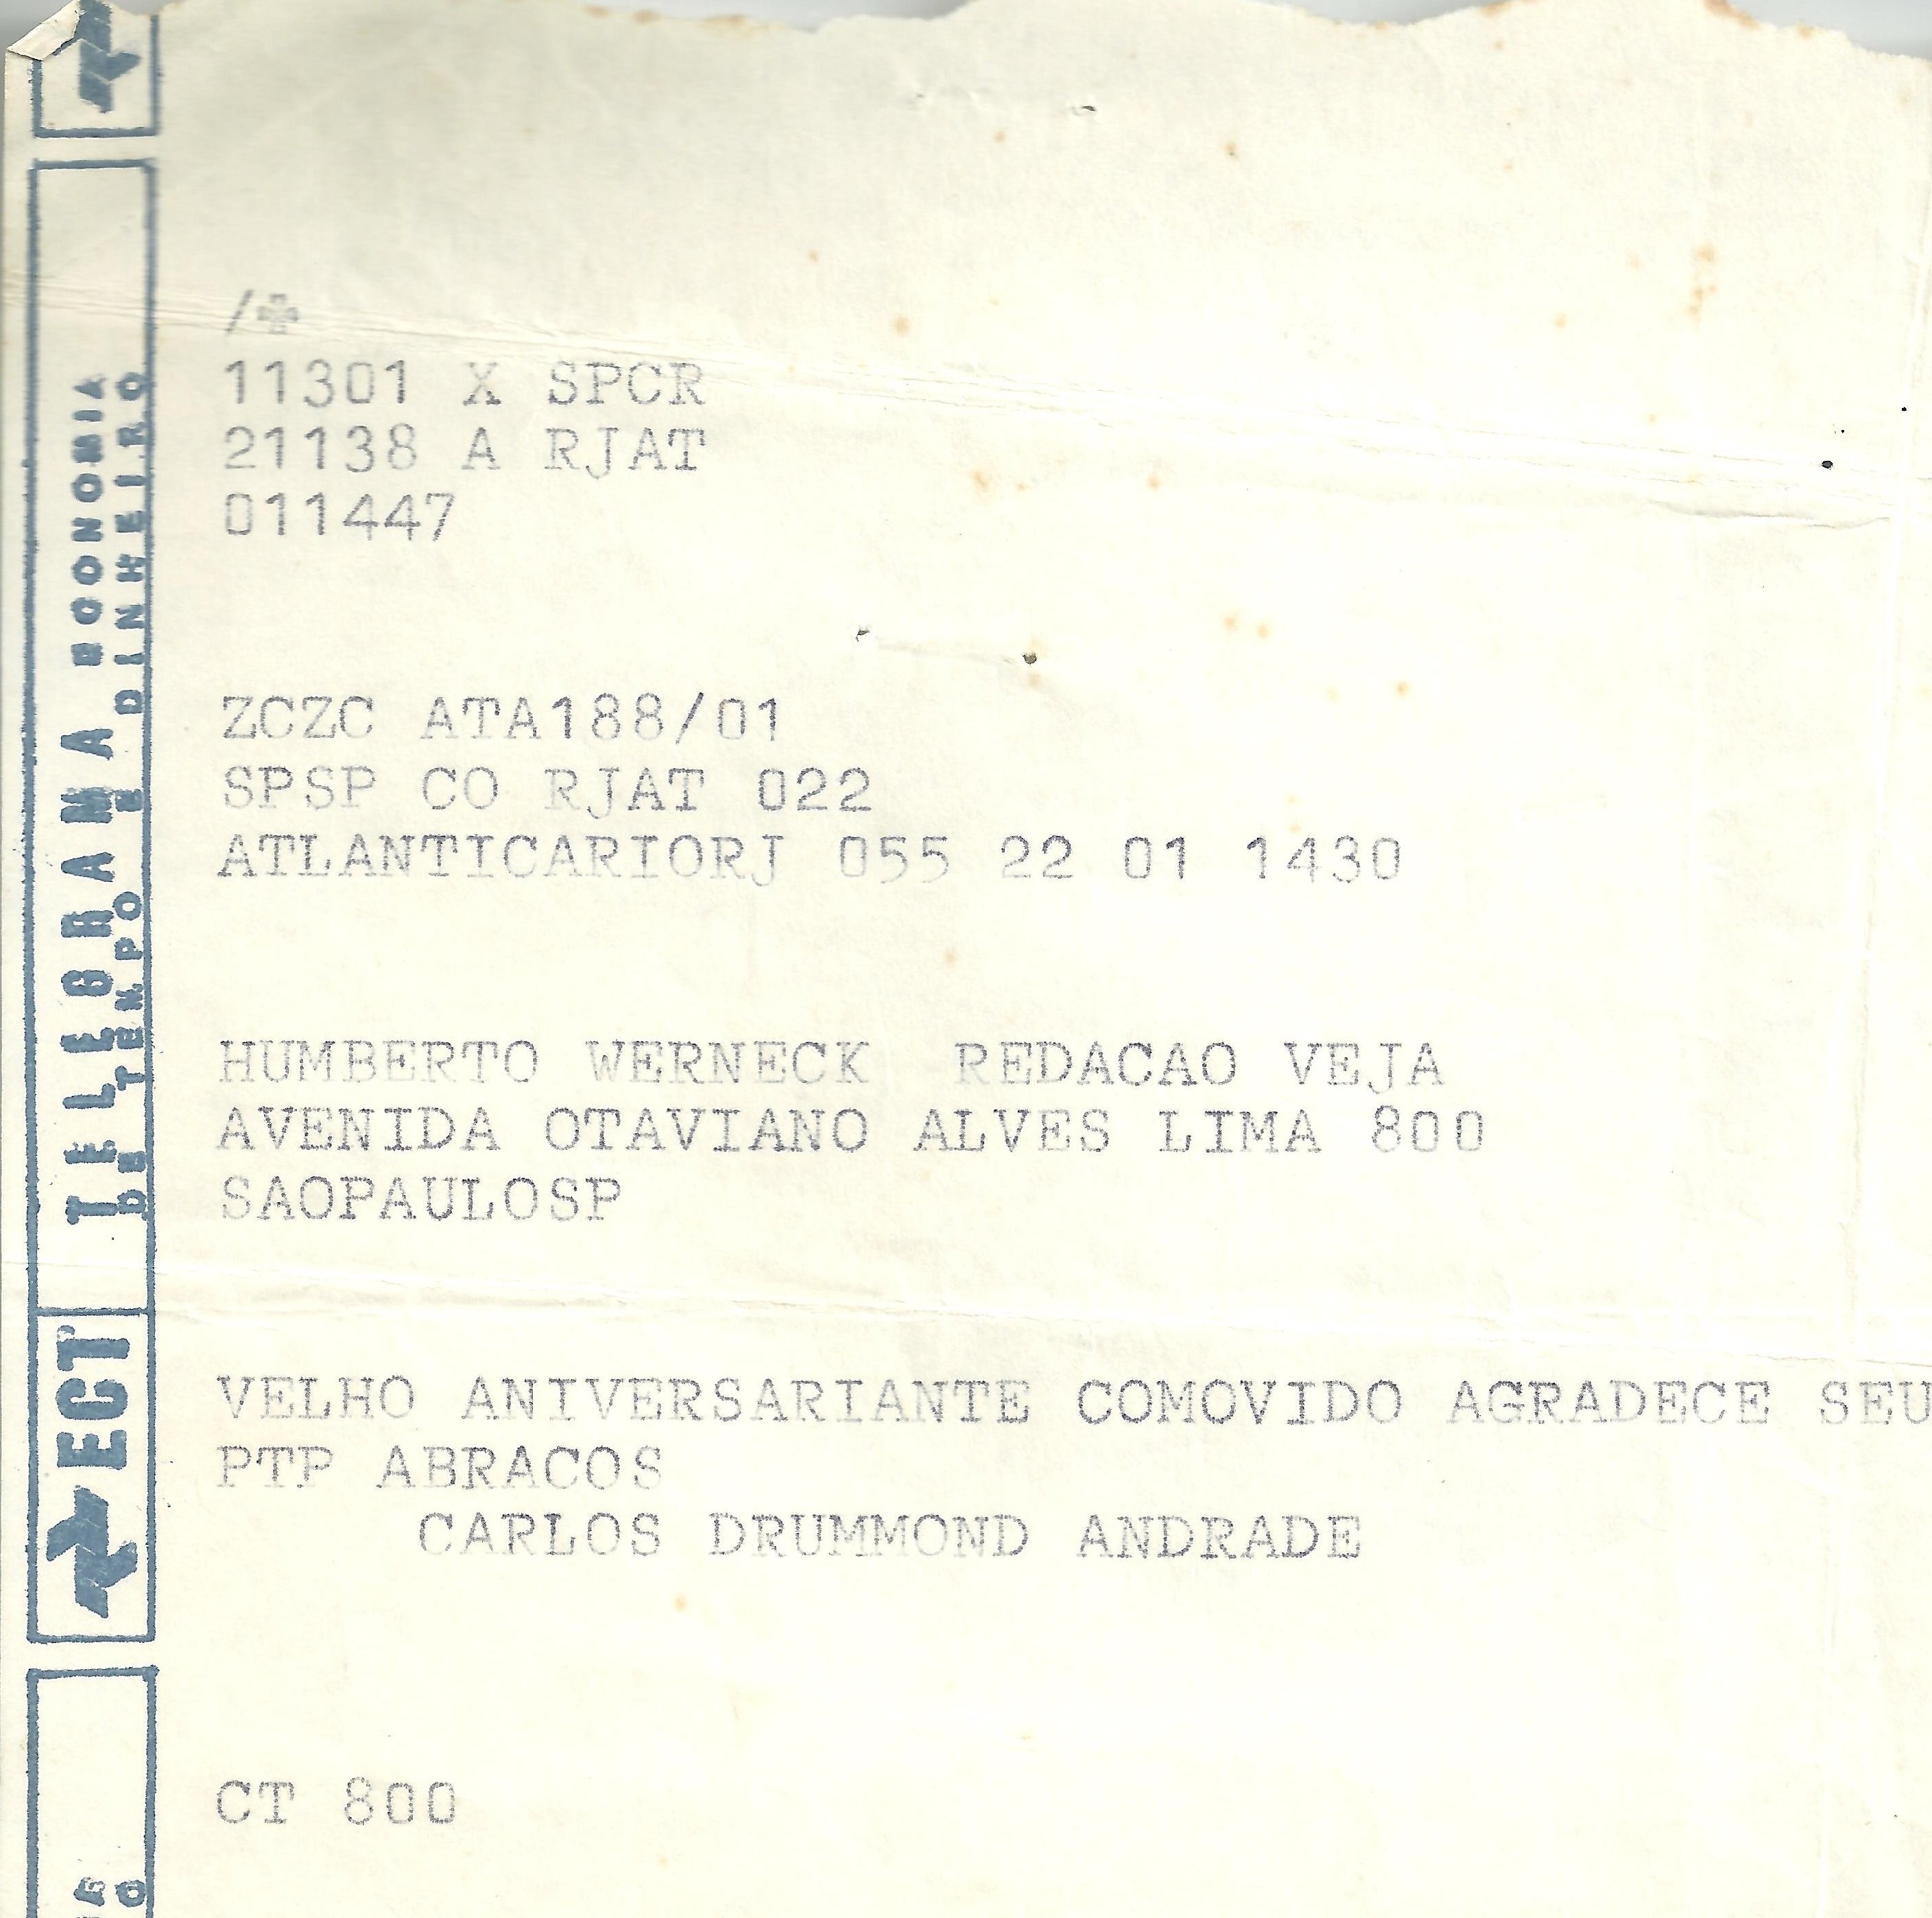 /
11301 X SPCR
21138 A RJAT
011447
ZCZC ATA188/01
SPSP CO RJAT 022
ATLANTICARIORJ 055 22 01 1430
HUMBERTO WERNECK REDACAO VEJA
AVENIDA OTAVIANO ALVES LIMA 800
SAOPAULOSP
VELHO ANIVERSARIANTE COMOVIDO AGRADECE SEU
PTP ABRACOS
CARLOS DRUMMOND ANDRADE
CT 800
ECT TELEGRAMA ECONOMIA
DE TEMPO E DINHEIRO